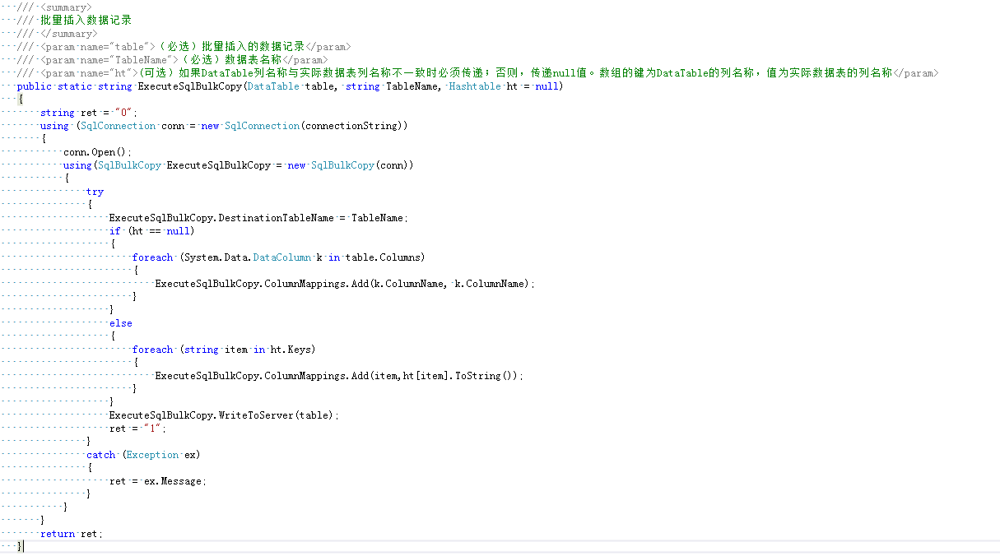 /// <summary>
/// 批量插入数据记录
/// </summary>
/// <param name="table">（必选）批量插入的数据记录</param>
/// <param name="TableName">（必选）数据表名称</param>
/// <param name="ht">(可选）如果DataTable列名称与实际数据表列名称不一致时必须传递；否则，传递null值。数组的键为DataTable的列名称，值为实际数据表的列名称</param>
public static string ExecuteSqlBulkCopy(DataTable table, string TableName, Hashtable ht = null)
{
string ret = "0";
using (SqlConnection conn = new SqlConnection(connectionString))
{
conn.Open();
using(SqlBulkCopy ExecuteSqlBulkCopy = new SqlBulkCopy(conn))
{
try
{
ExecuteSqlBulkCopy.DestinationTableName = TableName;
if (ht == null)
{
foreach (System.Data.DataColumn k in table.Columns)
{
ExecuteSqlBulkCopy.ColumnMappings.Add(k.ColumnName, k.ColumnName);
}
}
else
{
foreach (string item in ht.Keys)
{
ExecuteSqlBulkCopy.ColumnMappings.Add(item,ht[item].ToString());
}
}
ExecuteSqlBulkCopy.WriteToServer(table);
ret = "1";
}
catch (Exception ex)
{
ret = ex.Message;
}
}
}
return ret;
}